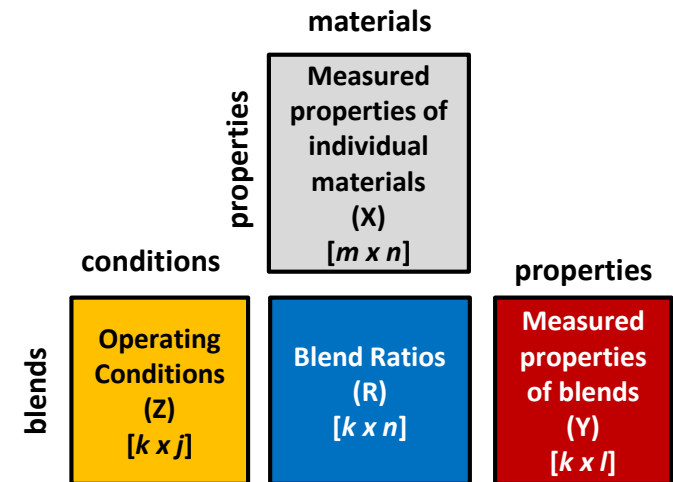 materials
properties
Measured
properties of
individual
materials
(X)
[m x n]
conditions
properties
blends
Operating
Conditions
(Z)
[k x j]
Blend Ratios
(R)
[k x n]
Measured
properties
of blends
(Y)
[k x l]